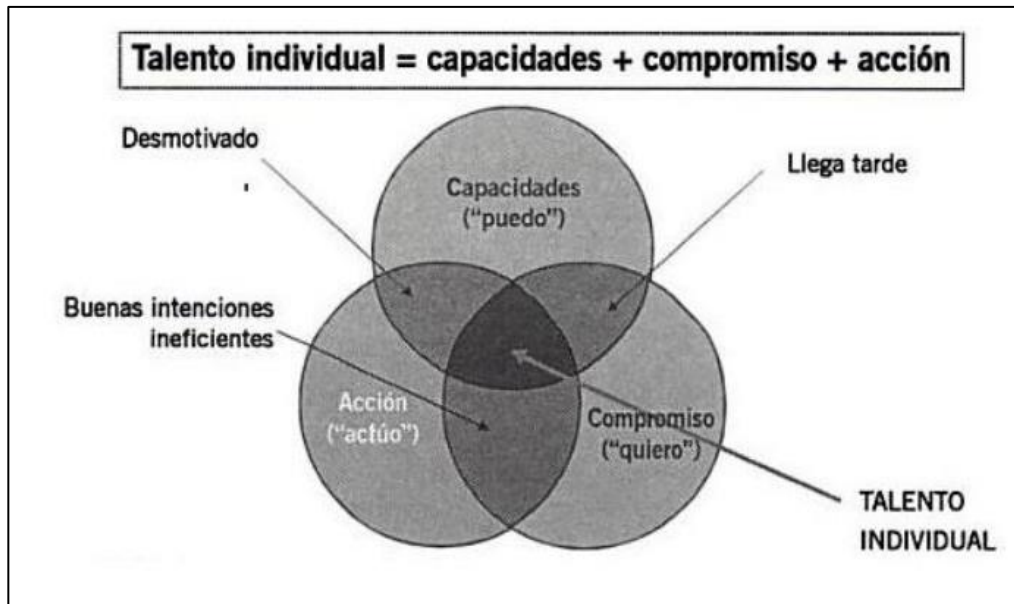 Talento individual = capacidades + compromiso + acción
Desmotivado
Llega tarde
Capacidades
("puedo")
Buenas intenciones
ineficientes
Acción
("actúo")
Compromiso
("quiero")
TALENTO
INDIVIDUAL